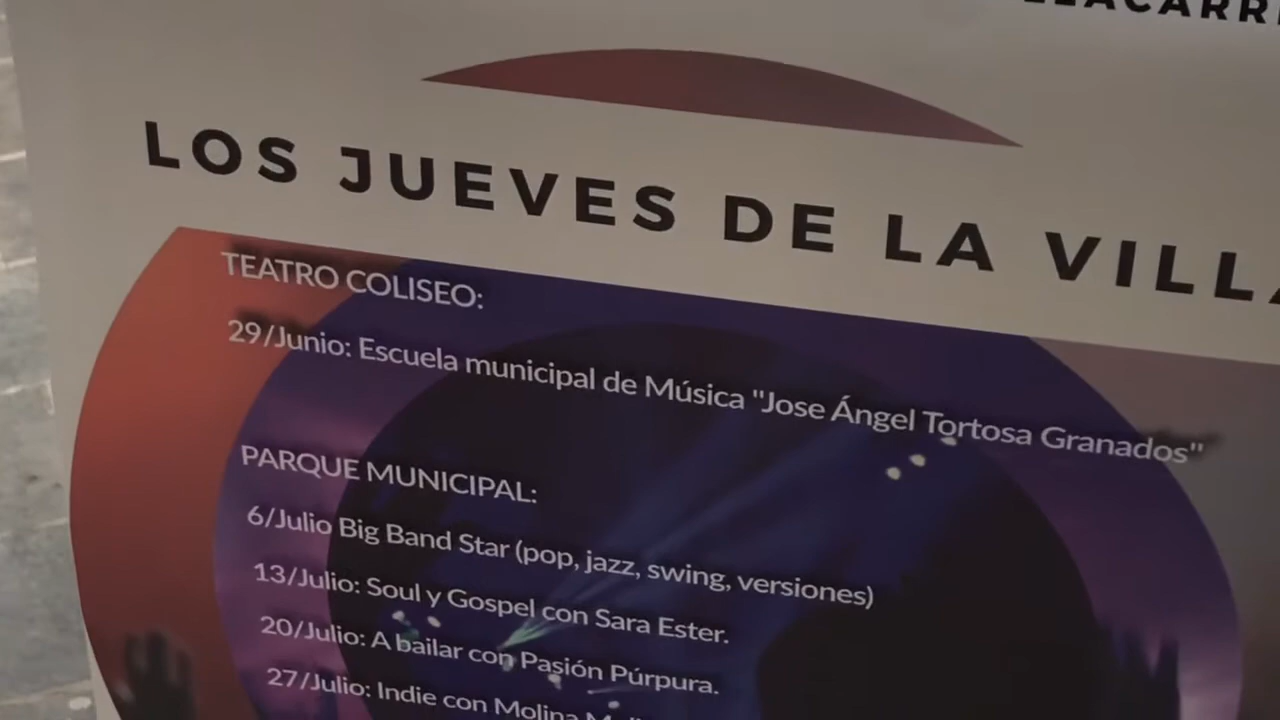 LOS JUEVES DE LA
TEATRO COLISEO:
29/Junio: Escuela municipal de Música "Jose Ángel Tortosa Granados"
PARQUE MUNICIPAL:
6/Julio Big Band Star (pop, jazz, swing, versiones)
13/Julio: Soul y Gospel con Sara Ester.
20/Julio: A bailar con Pasión Púrpura.
27/Julio: Indie con Molina